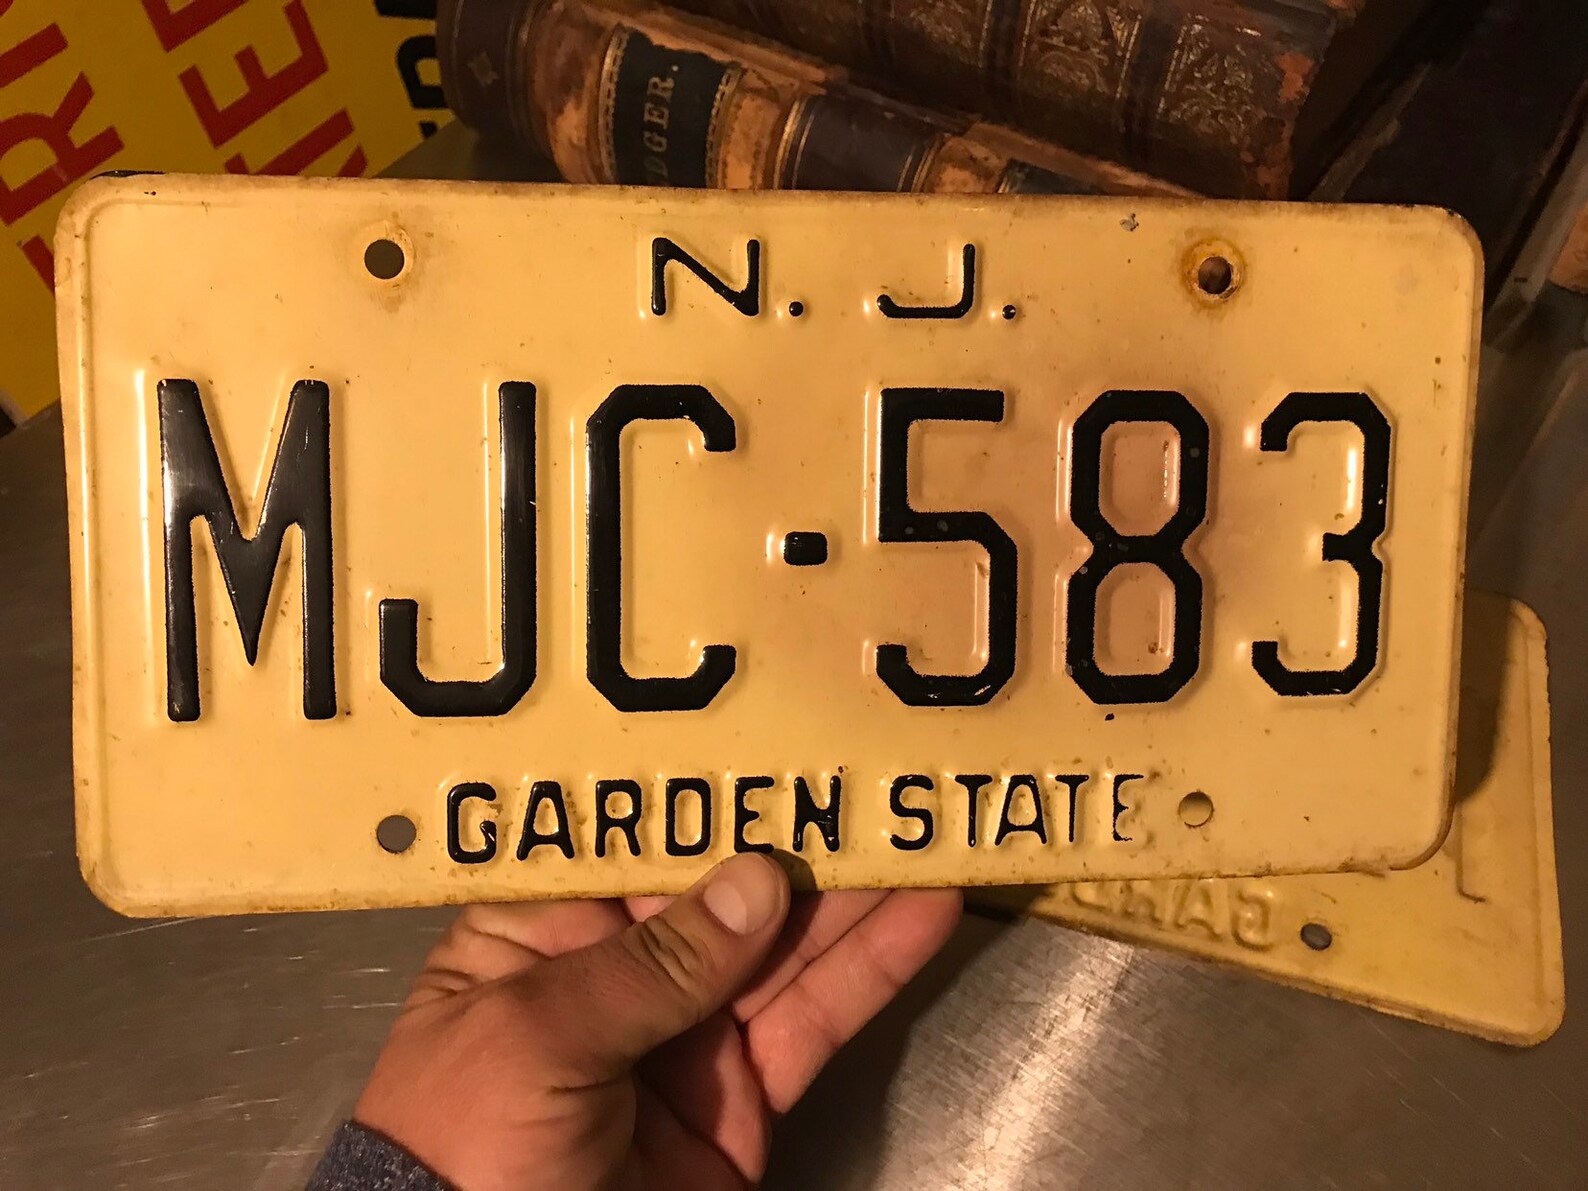 N. J.
MJC-583
GARDEN STATE